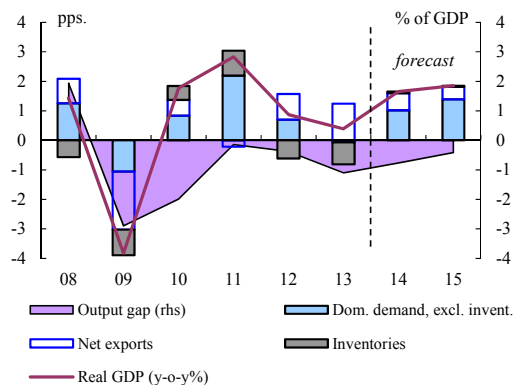 pps.
% of GDP
forecast
4 4
3 3
2 2
1 1
0 0
-1 -1
-2 -2
-3 -3
-4 -4
08 09 10 11 12 13 14 15
Output gap (rhs) Dom. demand, excl. invent.
Net exports Inventories
Real GDP (y-o-y%)